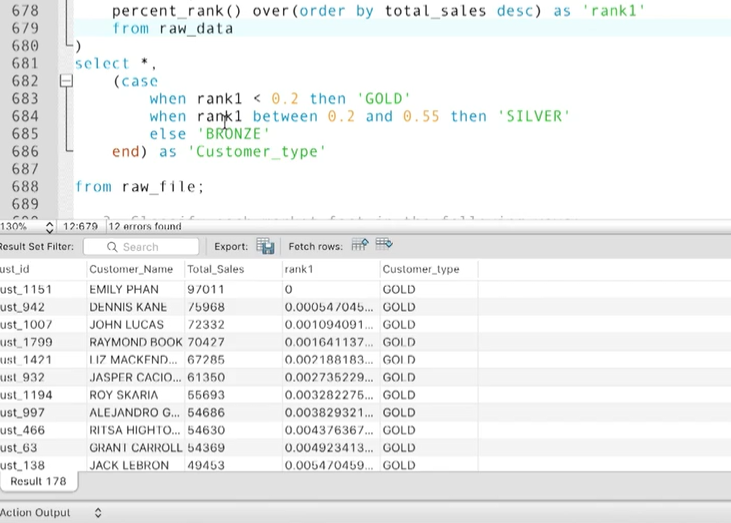 678 percent_rank() over(order by total_sales desc) as 'rank1'
679 from raw_data
680 )
681 select *,
682 (case
683 when rank1 < 0.2 then 'GOLD'
684 when rank1 between 0.2 and 0.55 then 'SILVER'
685 else 'BRONZE'
686 end) as 'Customer_type'
687
688 from raw_file;
689
130% 12:679 12 errors found
Result Set Filter: Search Export: Fetch rows:
ust_id Customer_Name Total_Sales rank1 Customer_type
ust_1151 EMILY PHAN 97011 0 GOLD
ust_942 DENNIS KANE 75968 0.000547045... GOLD
ust_1007 JOHN LUCAS 72332 0.001094091... GOLD
ust_1799 RAYMOND BOOK 70427 0.001641137... GOLD
ust_1421 LIZ MACKEND... 67285 0.002188183... GOLD
ust_932 JASPER CACIO... 61350 0.002735229... GOLD
ust_1194 ROY SKARIA 55693 0.003282275... GOLD
ust_997 ALEJANDRO G... 54686 0.003829321... GOLD
ust_466 RITSA HIGHTO... 54630 0.004376367... GOLD
ust_63 GRANT CARROLL 54369 0.004923413... GOLD
ust_138 JACK LEBRON 49453 0.005470459... GOLD
Result 178
Action Output